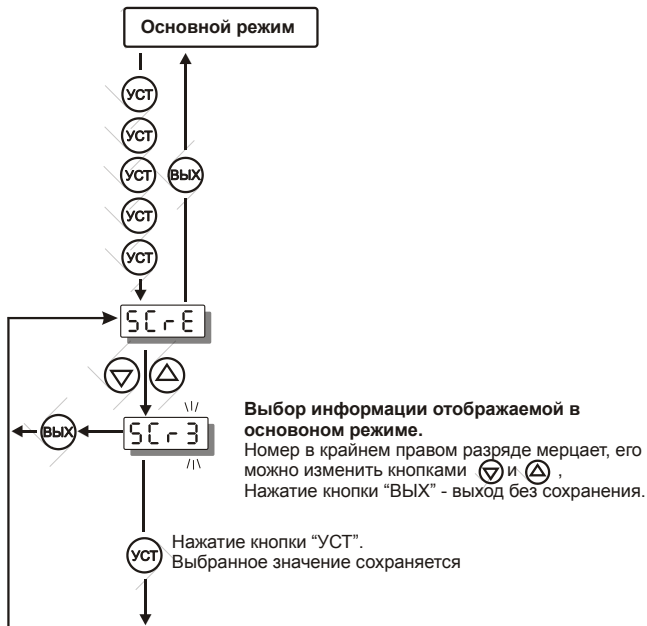 Основной режим
УСТ
УСТ
УСТ
ВЫХ
УСТ
УСТ
SCrE
ВЫХ
SCr3
Выбор информации отображаемой в
основоном режиме.
Номер в крайнем правом разряде мерцает, его
можно изменить кнопками и ,
Нажатие кнопки “ВЫХ” - выход без сохранения.
УСТ
Нажатие кнопки “УСТ”.
Выбранное значение сохраняется